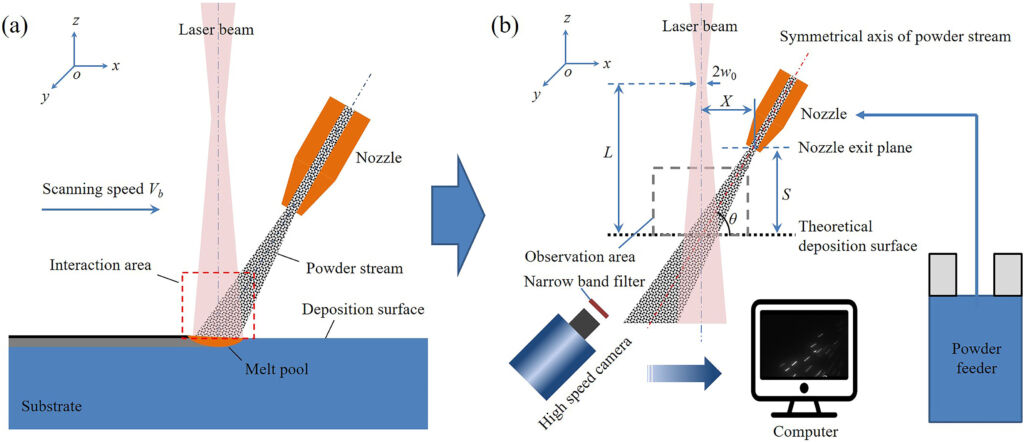 (a)
z
o
x
y
Laser beam
Nozzle
Scanning speed V_b
Interaction area
Powder stream
Deposition surface
Melt pool
Substrate
(b)
z
o
x
y
Laser beam
Symmetrical axis of powder stream
2w_0
X
Nozzle
L
Nozzle exit plane
S
θ
Theoretical
deposition surface
Observation area
Narrow band filter
High speed camera
Computer
Powder
feeder